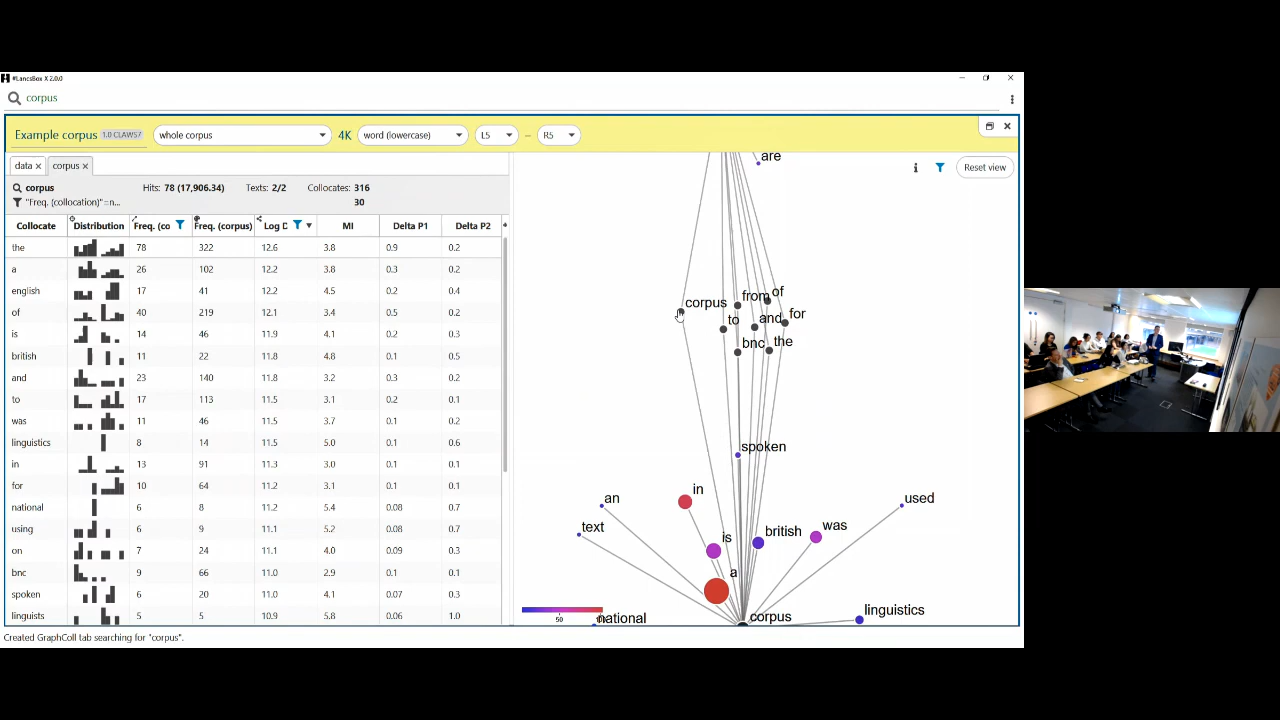 #LancsBox X 2.0.0
corpus
Example corpus 1.0 CLAWS7 whole corpus 4K word (lowercase) L5 – R5
data corpus
corpus Hits: 78 (17,906.34) Texts: 2/2 Collocates: 316
"Freq. (collocation)"=n... 30
Collocate Distribution Freq. (co Freq. (corpus) Log D MI Delta P1 Delta P2
the 78 322 12.6 3.8 0.9 0.2
a 26 102 12.2 3.8 0.3 0.2
english 17 41 12.2 4.5 0.2 0.4
of 40 219 12.1 3.4 0.5 0.2
is 14 46 11.9 4.1 0.2 0.3
british 11 22 11.8 4.8 0.1 0.5
and 23 140 11.8 3.2 0.3 0.2
to 17 113 11.5 3.1 0.2 0.1
was 11 46 11.5 3.7 0.1 0.2
linguistics 8 14 11.5 5.0 0.1 0.6
in 13 91 11.3 3.0 0.1 0.1
for 10 64 11.2 3.1 0.1 0.1
national 6 8 11.2 5.4 0.08 0.7
using 6 9 11.1 5.2 0.08 0.7
on 7 24 11.1 4.0 0.09 0.3
bnc 9 66 11.0 2.9 0.1 0.1
spoken 6 20 11.0 4.1 0.07 0.3
linguists 5 5 10.9 5.8 0.06 1.0
Reset view
are
corpus from of
to and for
bnc the
spoken
an in used
text is british was
a
50
national corpus linguistics
Created GraphColl tab searching for "corpus".